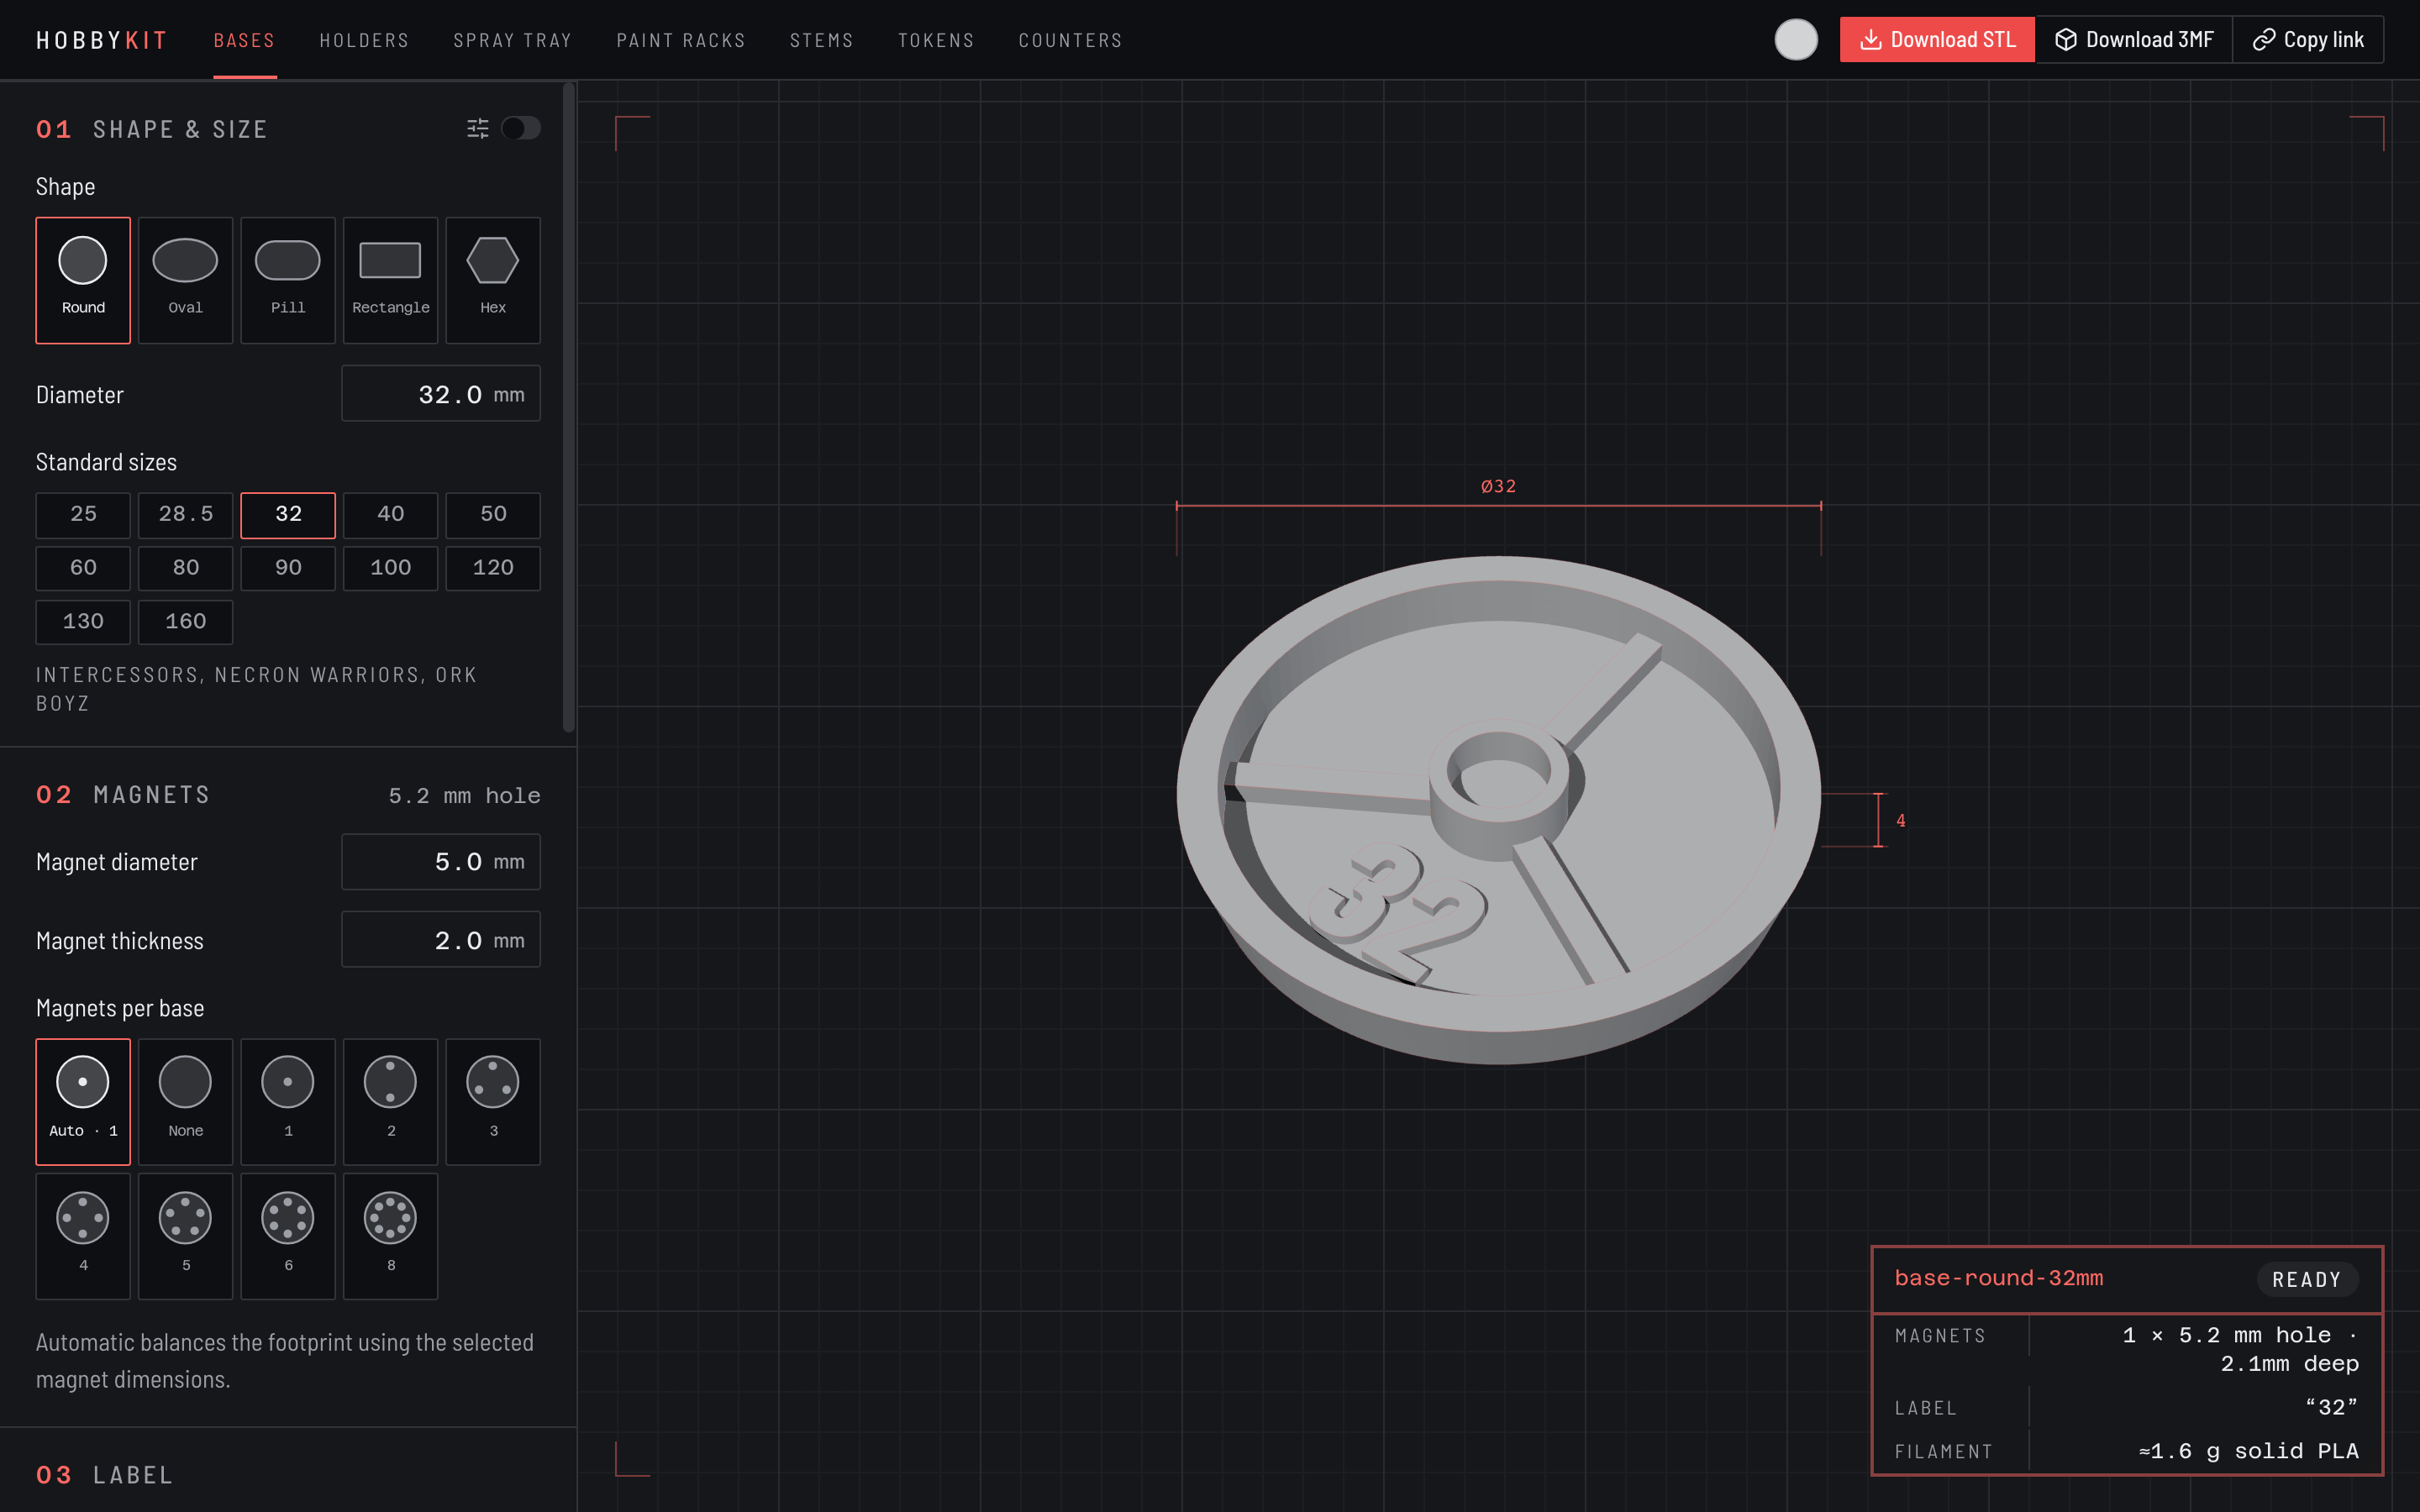 HOBBYKIT BASES HOLDERS SPRAY TRAY PAINT RACKS STEMS TOKENS COUNTERS Download STL Download 3MF Copy link
01 SHAPE & SIZE
Shape
Round Oval Pill Rectangle Hex
Diameter 32.0 mm
Standard sizes
25 28.5 32 40 50
60 80 90 100 120
130 160
INTERCESSORS, NECRON WARRIORS, ORK
BOYZ
02 MAGNETS 5.2 mm hole
Magnet diameter 5.0 mm
Magnet thickness 2.0 mm
Magnets per base
Auto · 1 None 1 2 3
4 5 6 8
Automatic balances the footprint using the selected
magnet dimensions.
03 LABEL
Ø32
4
32
base-round-32mm READY
MAGNETS 1 × 5.2 mm hole ·
2.1mm deep
LABEL “32”
FILAMENT ≈1.6 g solid PLA